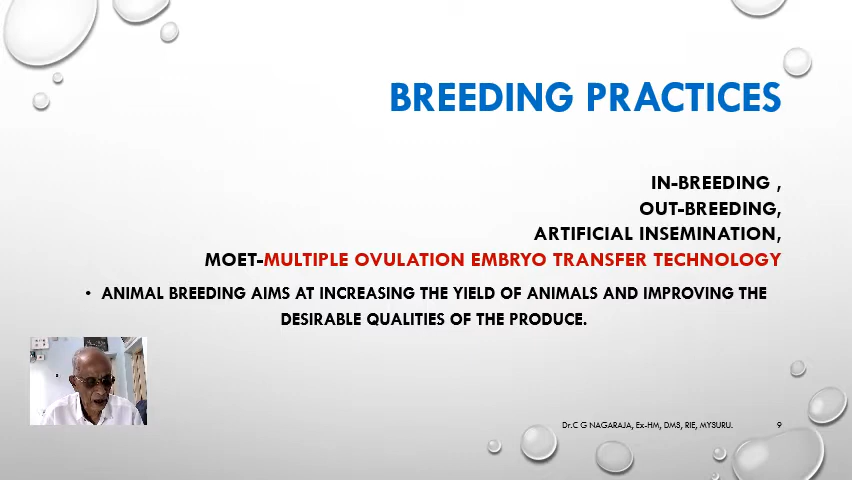 BREEDING PRACTICES
IN-BREEDING ,
OUT-BREEDING,
ARTIFICIAL INSEMINATION,
MOET-MULTIPLE OVULATION EMBRYO TRANSFER TECHNOLOGY
• ANIMAL BREEDING AIMS AT INCREASING THE YIELD OF ANIMALS AND IMPROVING THE
DESIRABLE QUALITIES OF THE PRODUCE.
Dr.C G NAGARAJA, Ex-HM, DMS, RIE, MYSURU.
9